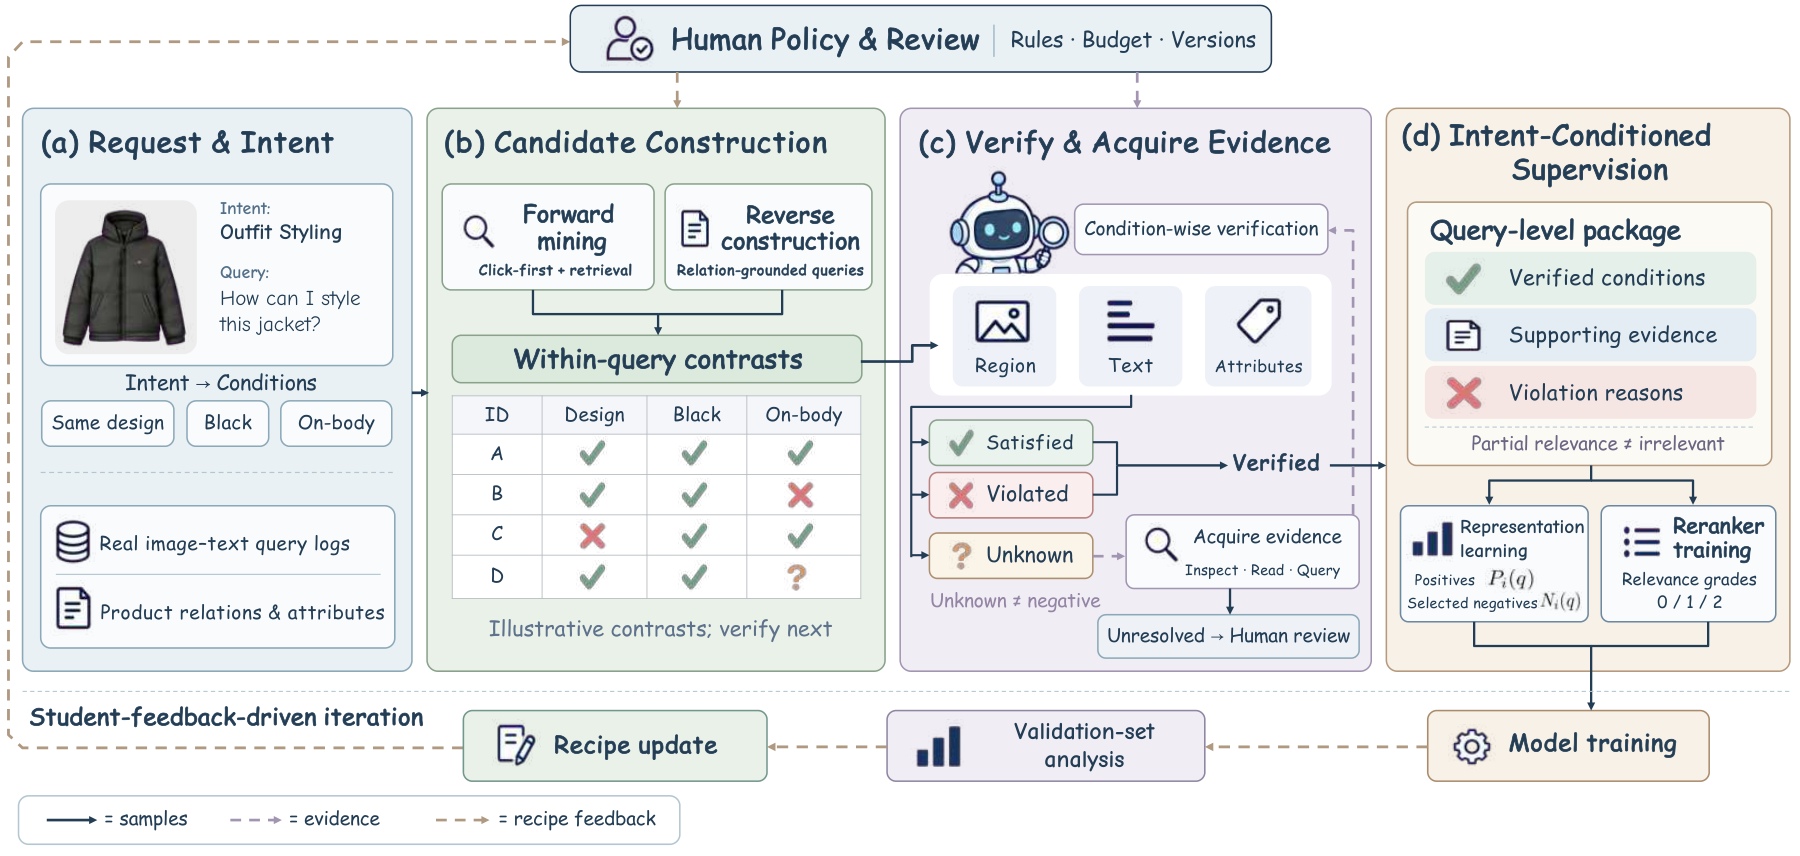 Human Policy & Review
Rules · Budget · Versions
(a) Request & Intent
Intent:
Outfit Styling
Query:
How can I style
this jacket?
Intent → Conditions
Same design
Black
On-body
Real image-text query logs
Product relations & attributes
(b) Candidate Construction
Forward
mining
Click-first + retrieval
Reverse
construction
Relation-grounded queries
Within-query contrasts
ID Design Black On-body
A ✓ ✓ ✓
B ✓ ✓ ✗
C ✗ ✓ ✓
D ✓ ✓ ?
Illustrative contrasts; verify next
(c) Verify & Acquire Evidence
Condition-wise verification
Region
Text
Attributes
Satisfied
Violated
Verified
? Unknown
Unknown ≠ negative
Acquire evidence
Inspect · Read · Query
Unresolved → Human review
(d) Intent-Conditioned
Supervision
Query-level package
Verified conditions
Supporting evidence
Violation reasons
Partial relevance ≠ irrelevant
Representation
learning
Positives P_i(q)
Selected negatives N_i(q)
Reranker
training
Relevance grades
0 / 1 / 2
Student-feedback-driven iteration
Recipe update
Validation-set
analysis
Model training
= samples
= evidence
= recipe feedback